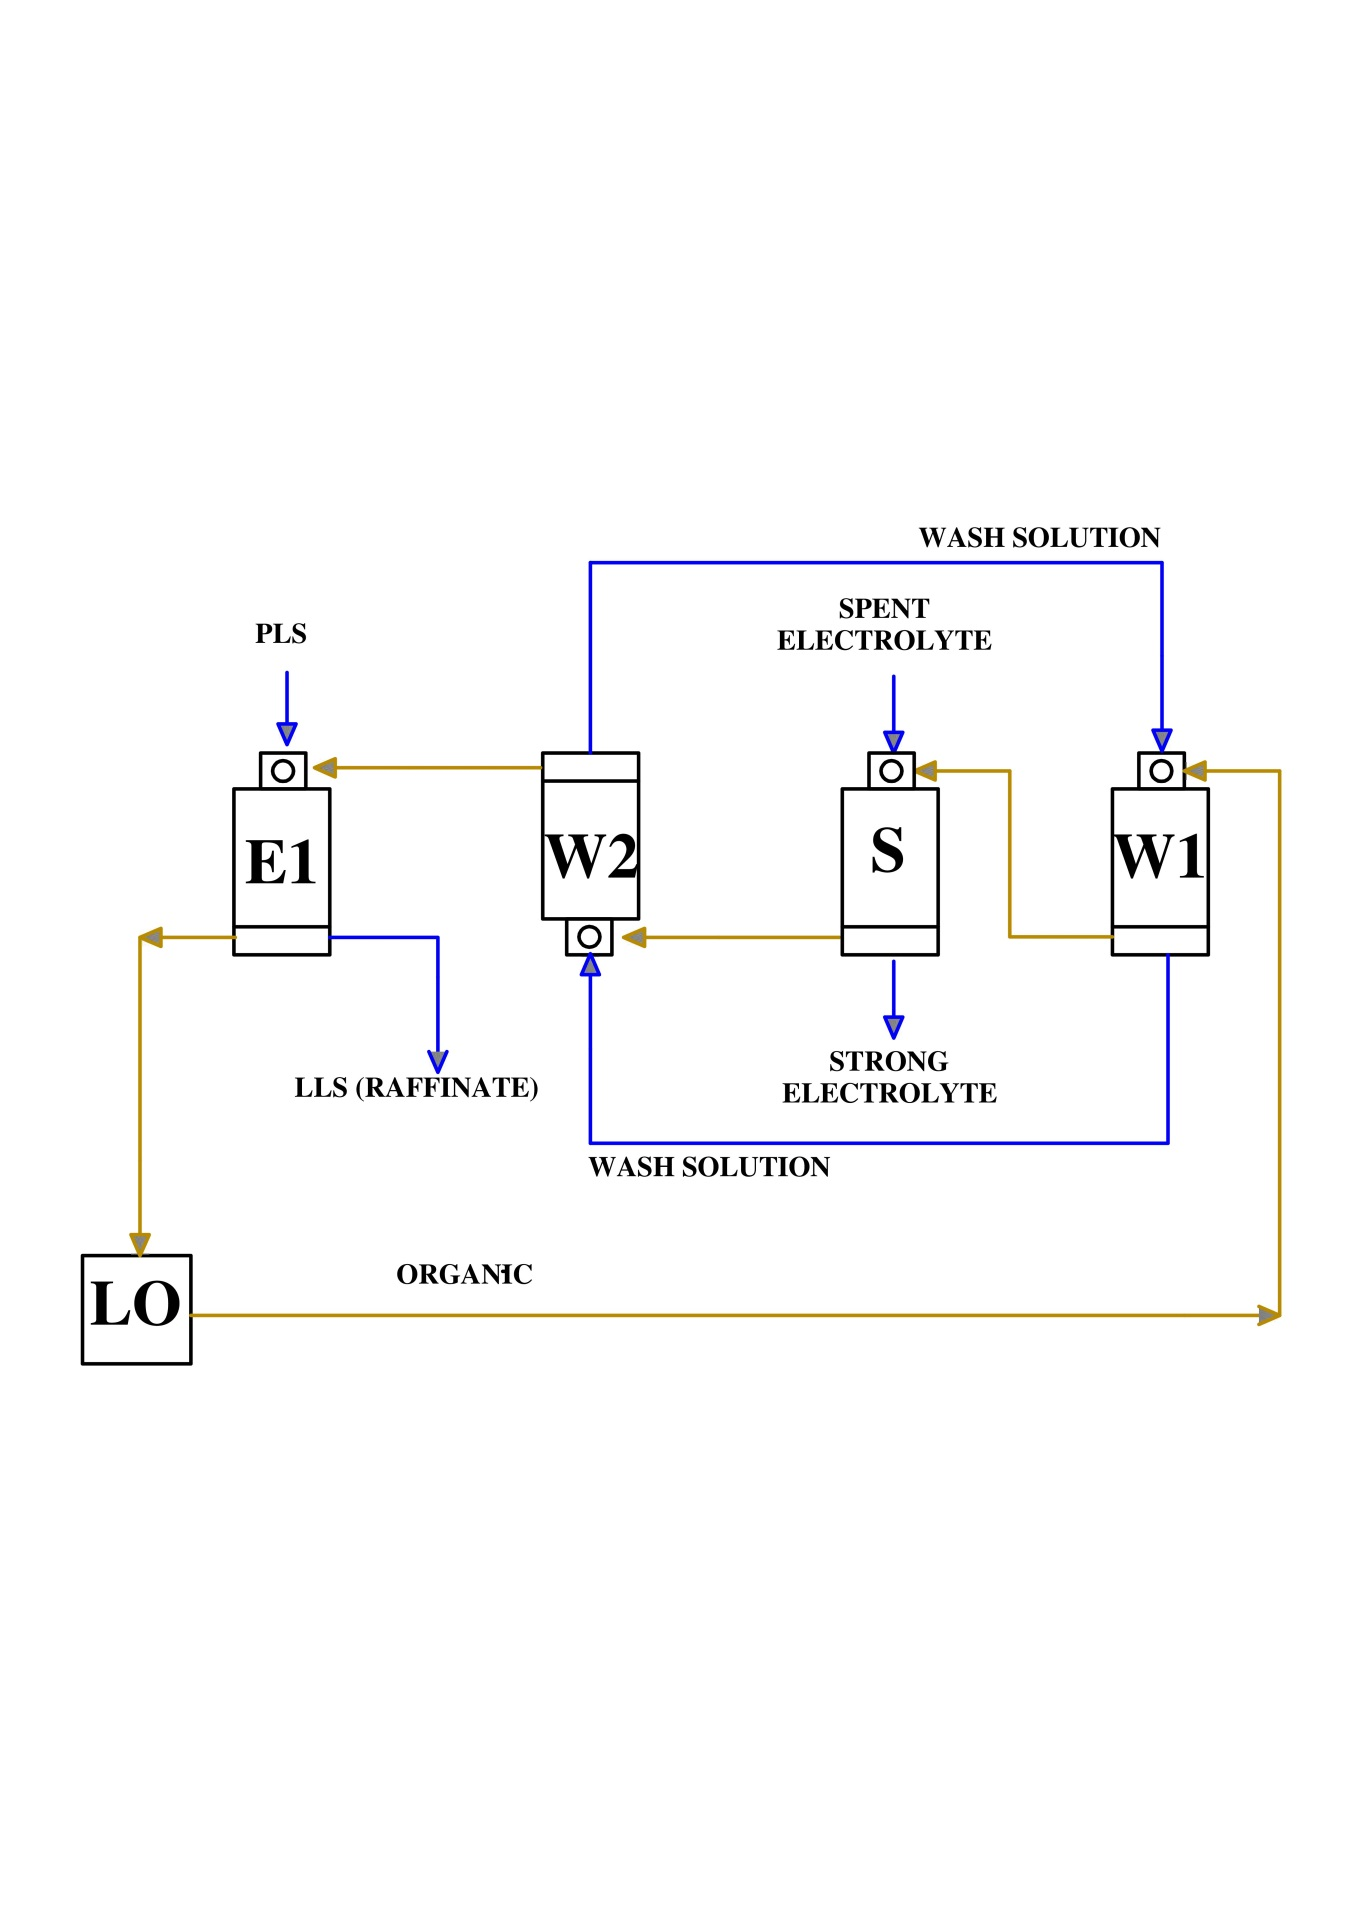 WASH SOLUTION
SPENT
ELECTROLYTE
PLS
E1
W2
S
W1
STRONG
ELECTROLYTE
LLS (RAFFINATE)
WASH SOLUTION
ORGANIC
LO